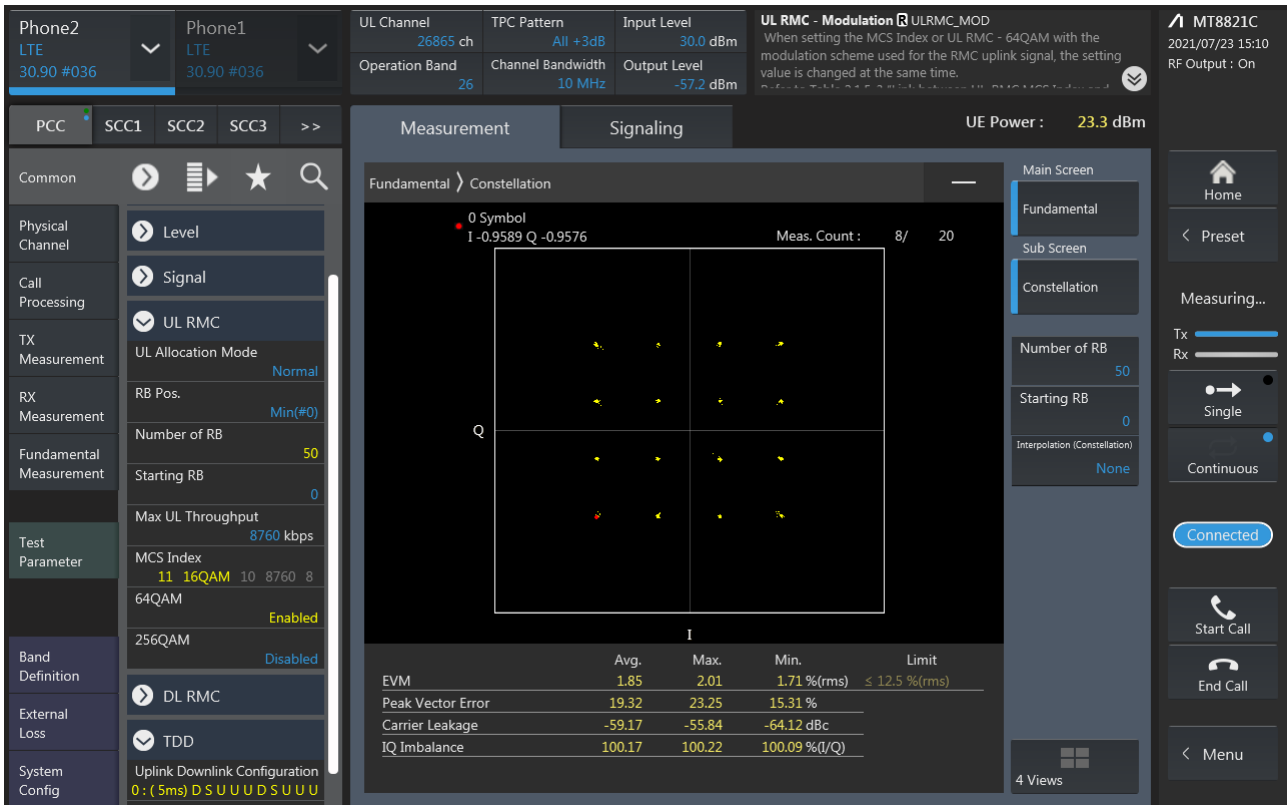 Phone2
LTE
30.90 #036
Phone1
LTE
30.90 #036
UL Channel
26865 ch
TPC Pattern
All +3dB
Input Level
30.0 dBm
Operation Band
26
Channel Bandwidth
10 MHz
Output Level
-57.2 dBm
UL RMC - Modulation R ULRMC_MOD
When setting the MCS Index or UL RMC - 64QAM with the
modulation scheme used for the RMC uplink signal, the setting
value is changed at the same time.
MT8821C
2021/07/23 15:10
RF Output : On
PCC SCC1 SCC2 SCC3 >>
Measurement
Signaling
UE Power : 23.3 dBm
Common
Physical
Channel
Call
Processing
TX
Measurement
RX
Measurement
Fundamental
Measurement
Test
Parameter
Band
Definition
External
Loss
System
Config
Level
Signal
UL RMC
UL Allocation Mode
Normal
RB Pos.
Min(#0)
Number of RB
50
Starting RB
0
Max UL Throughput
8760 kbps
MCS Index
11 16QAM 10 8760 8
64QAM
Enabled
256QAM
Disabled
DL RMC
TDD
Uplink Downlink Configuration
0 : ( 5ms) D S U U U D S U U U
Fundamental 〉 Constellation
0 Symbol
I -0.9589 Q -0.9576
Meas. Count : 8/ 20
Q
I
Avg. Max. Min. Limit
EVM 1.85 2.01 1.71 %(rms) ≤ 12.5 %(rms)
Peak Vector Error 19.32 23.25 15.31 %
Carrier Leakage -59.17 -55.84 -64.12 dBc
IQ Imbalance 100.17 100.22 100.09 %(I/Q)
Main Screen
Fundamental
Sub Screen
Constellation
Number of RB
50
Starting RB
0
Interpolation (Constellation)
None
4 Views
Home
< Preset
Measuring...
Tx
Rx
Single
Continuous
Connected
Start Call
End Call
< Menu